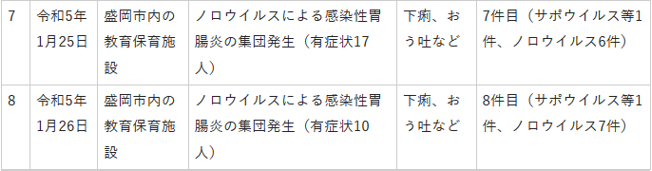 7 令和5年 盛岡市内の ノロウイルスによる感染性胃 下痢、お 7件目（サポウイルス等1
1月25日 教育保育施 腸炎の集団発生（有症状17 う吐など 件、ノロウイルス6件）
設 人）
8 令和5年 盛岡市内の ノロウイルスによる感染性胃 下痢、お 8件目（サポウイルス等1
1月26日 教育保育施 腸炎の集団発生（有症状10 う吐など 件、ノロウイルス7件）
設 人）